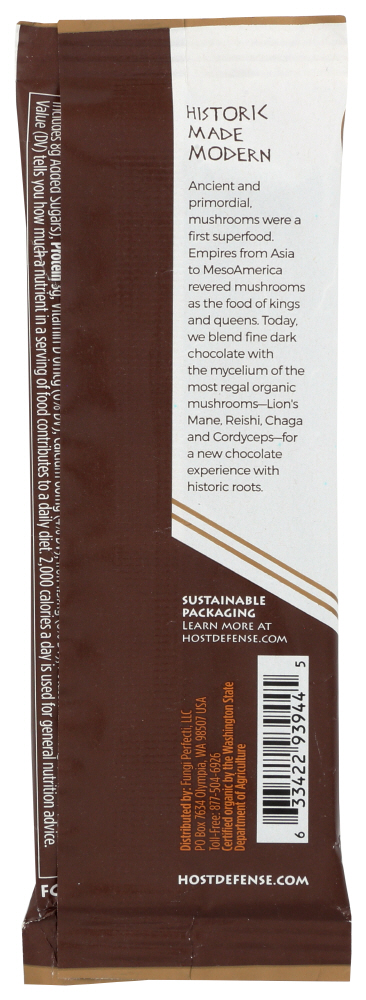 HISTORIC
MADE
MODERN
Ancient and
primordial,
mushrooms were a
first superfood.
Empires from Asia
to MesoAmerica
revered mushrooms
as the food of kings
and queens. Today,
we blend fine dark
chocolate with
the mycelium of the
most regal organic
mushrooms—Lion's
Mane, Reishi, Chaga
and Cordyceps—for
a new chocolate
experience with
historic roots.
SUSTAINABLE
PACKAGING
LEARN MORE AT
HOSTDEFENSE.COM
Distributed by: Fungi Perfecti, LLC
PO Box 7634 Olympia, WA 98507 USA
Toll-Free: 877-504-6926
Certified organic by the Washington State
Department of Agriculture
6 33422 93944 5
HOSTDEFENSE.COM
Includes 8g Added Sugars), Protein
Value (DV) tells you how much a nutrient in a serving of food contributes to a daily diet. 2,000 calories a day is used for general nutrition advice.